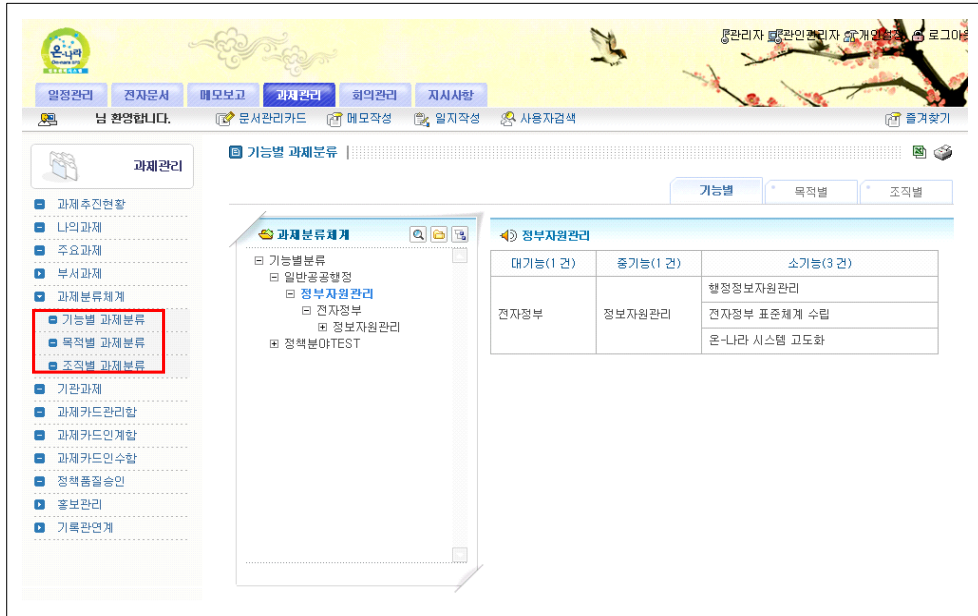 온-나라
관리자 관인관리자 개인설정 로그아웃
일정관리 전자문서 메모보고 과제관리 회의관리 지시사항
님 환영합니다. 문서관리카드 메모작성 일지작성 사용자검색 즐겨찾기
과제관리
과제추진현황
나의과제
주요과제
부서과제
과제분류체계
기능별 과제분류
목적별 과제분류
조직별 과제분류
기관과제
과제카드관리함
과제카드인계함
과제카드인수함
정책품질승인
홍보관리
기록관연계
기능별 과제분류
기능별 목적별 조직별
과제분류체계
기능별분류
일반공공행정
정부자원관리
전자정부
정보자원관리
정책분야TEST
정부자원관리
대기능(1 건) 중기능(1 건) 소기능(3 건)
전자정부 정보자원관리 행정정보자원관리
전자정부 표준체계 수립
온-나라 시스템 고도화